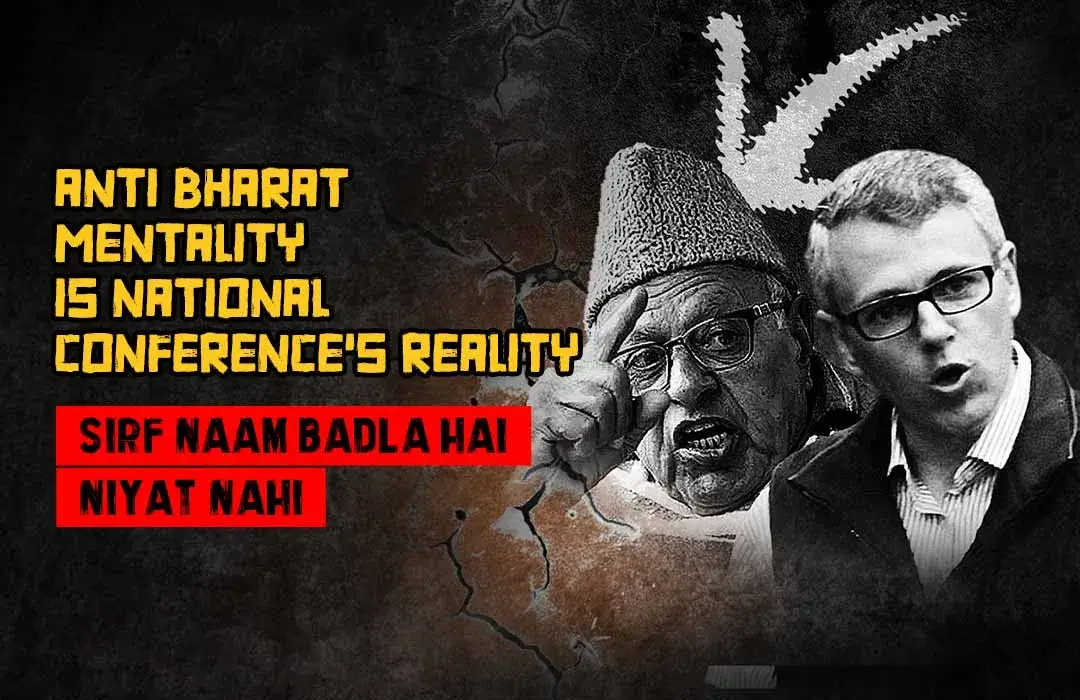 ANTI BHARAT
MENTALITY
IS NATIONAL
CONFERENCE'S REALITY
SIRF NAAM BADLA HAI
NIYAT NAHI